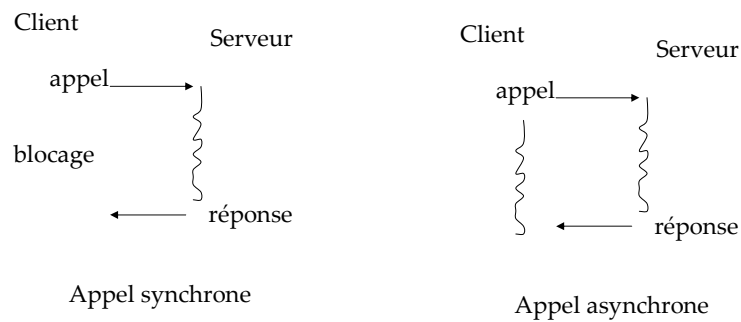 Client
Serveur
appel
blocage
réponse
Appel synchrone
Client
Serveur
appel
réponse
Appel asynchrone